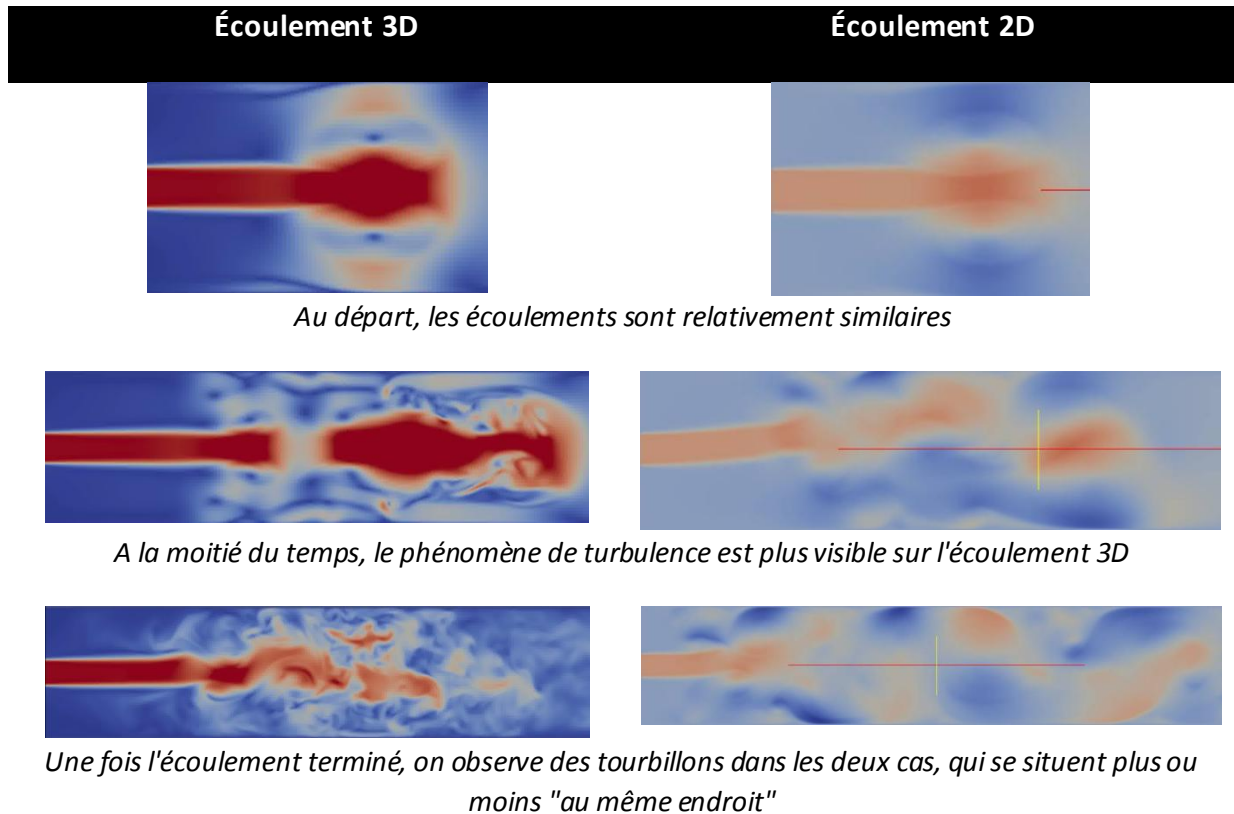 Écoulement 3D
Écoulement 2D
Au départ, les écoulements sont relativement similaires
A la moitié du temps, le phénomène de turbulence est plus visible sur l'écoulement 3D
Une fois l'écoulement terminé, on observe des tourbillons dans les deux cas, qui se situent plus ou
moins "au même endroit"